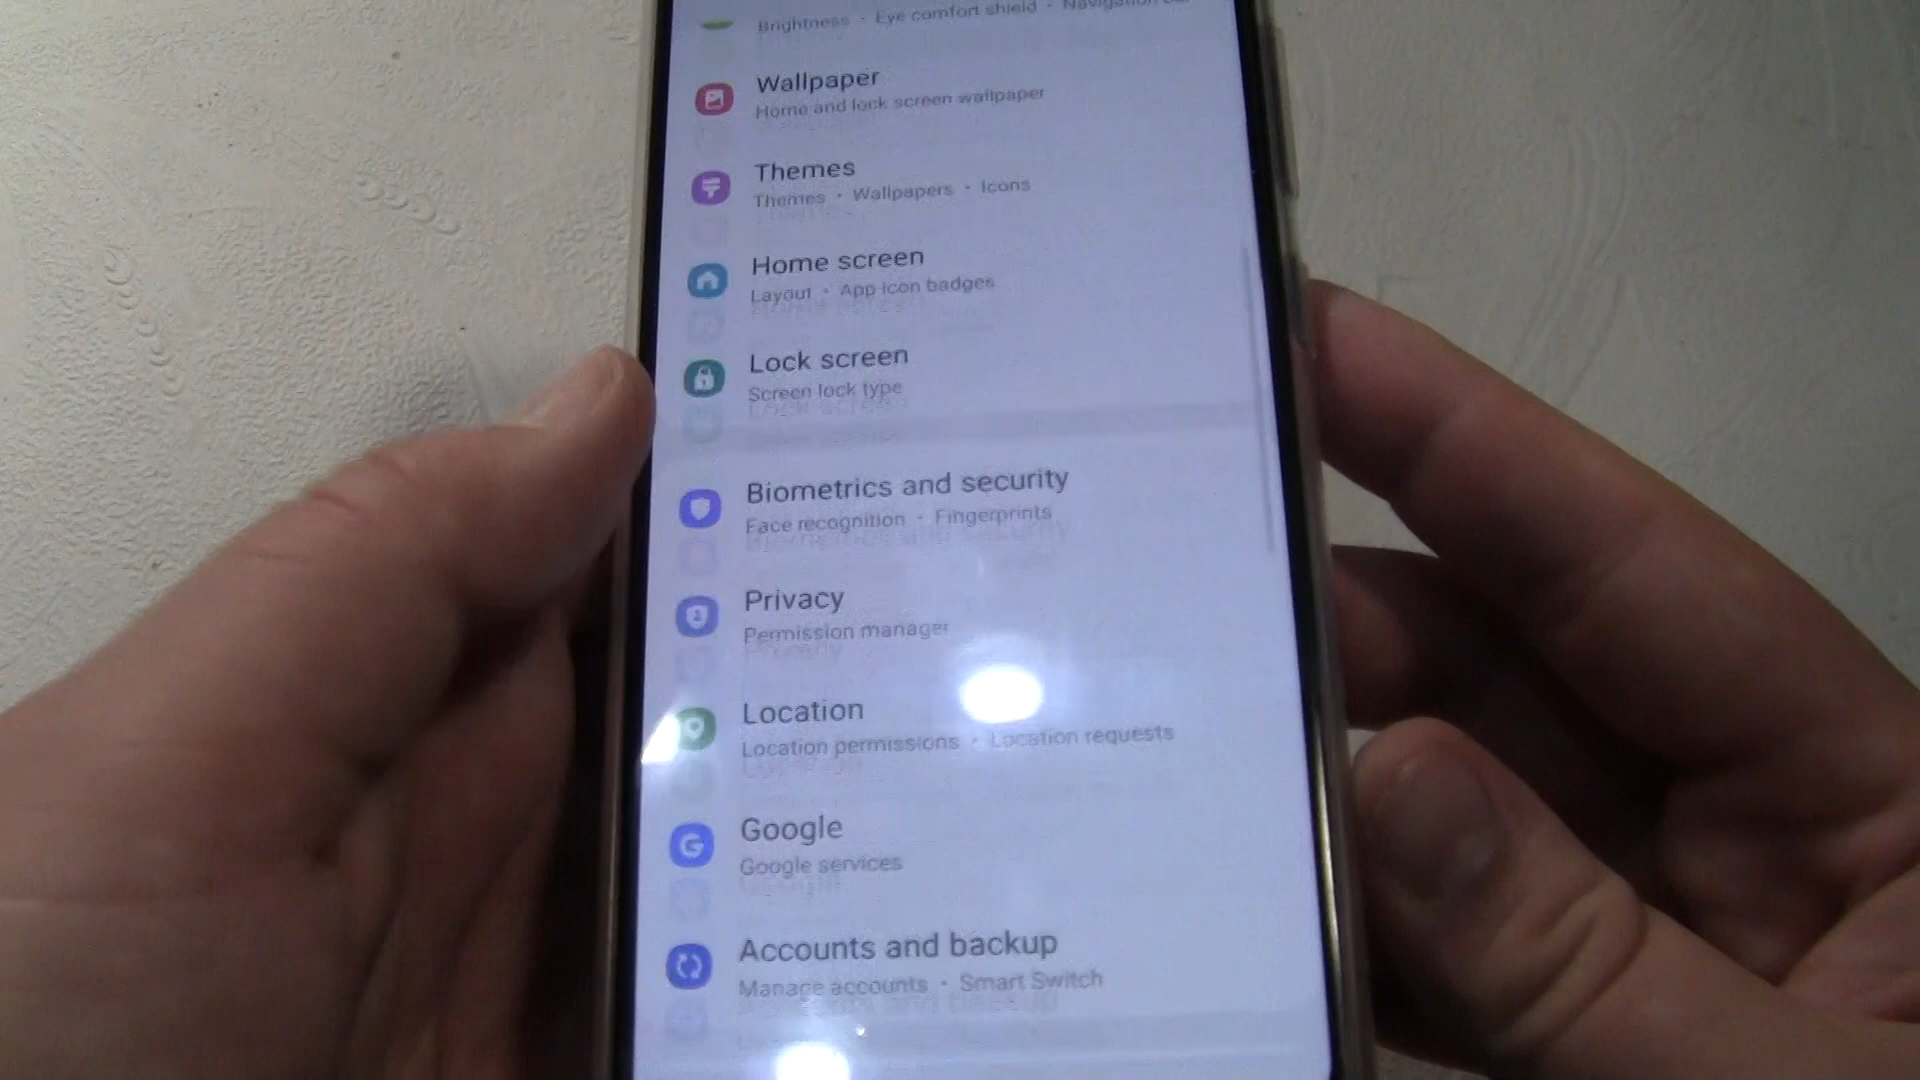 Brightness · Eye comfort shield · Navigation
Wallpaper
Home and lock screen wallpaper
Themes
Themes · Wallpapers · Icons
Home screen
Layout · App icon badges
Lock screen
Screen lock type
Biometrics and security
Face recognition · Fingerprints
Privacy
Permission manager
Location
Location permissions · Location requests
Google
Google services
Accounts and backup
Manage accounts · Smart Switch